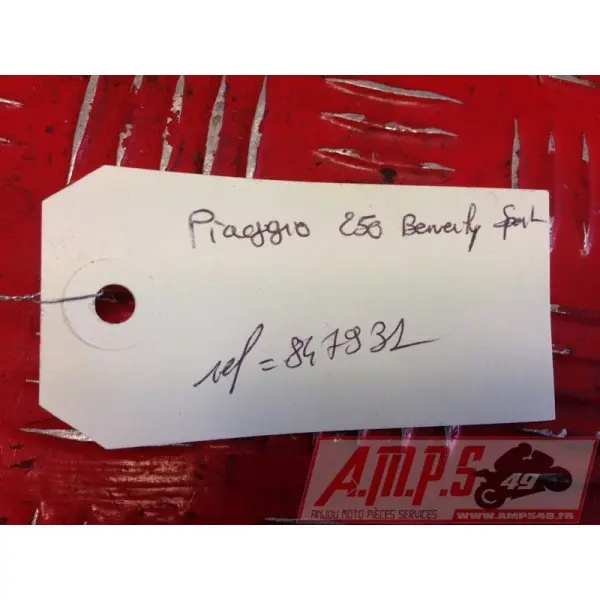 Piaggio 250 Beverly Sport
ref = 847931
A.M.P.S
49
ANJOU MOTO PIÈCES SERVICES
WWW.AMPS49.FR